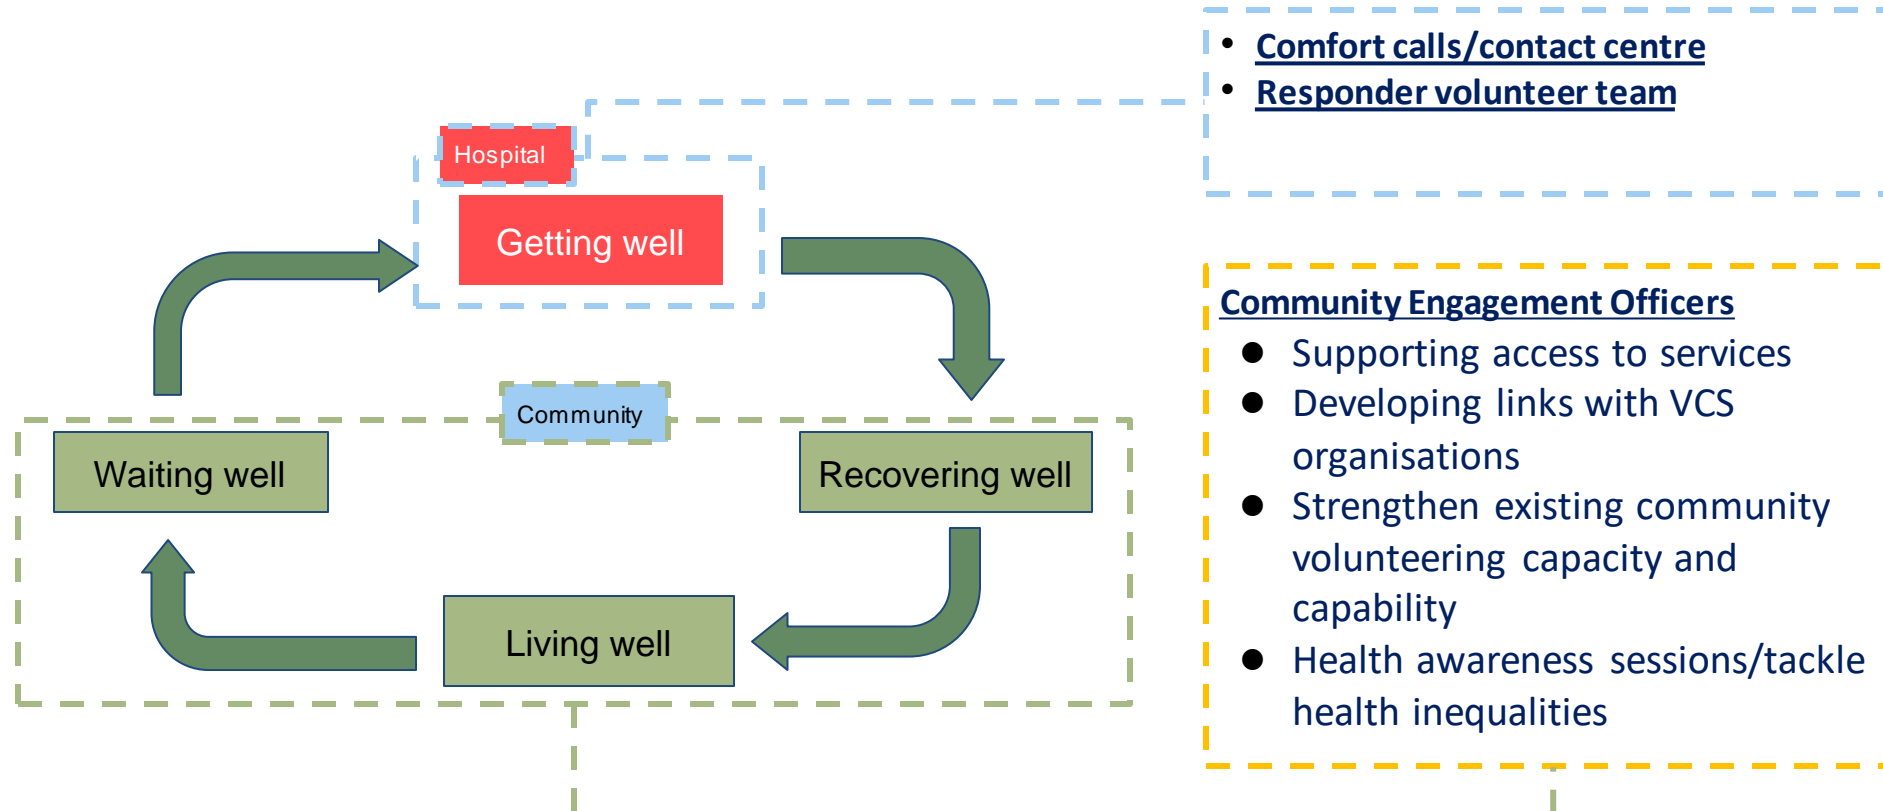 Hospital
Getting well
Community
Waiting well
Recovering well
Living well
• Comfort calls/contact centre
• Responder volunteer team
Community Engagement Officers
● Supporting access to services
● Developing links with VCS
organisations
● Strengthen existing community
volunteering capacity and
capability
● Health awareness sessions/tackle
health inequalities